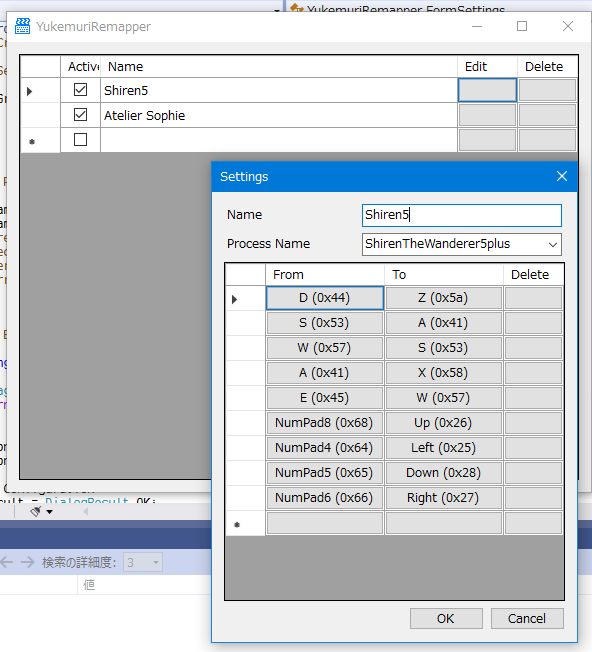 YukemuriRemapper.FormSettings
YukemuriRemapper
Active Name Edit Delete
Shiren5
Atelier Sophie
Settings
Name Shiren5
Process Name ShirenTheWanderer5plus
From To Delete
D (0x44) Z (0x5a)
S (0x53) A (0x41)
W (0x57) S (0x53)
A (0x41) X (0x58)
E (0x45) W (0x57)
NumPad8 (0x68) Up (0x26)
NumPad4 (0x64) Left (0x25)
NumPad5 (0x65) Down (0x28)
NumPad6 (0x66) Right (0x27)
= DialogResult.OK;
検索の詳細度: 3
値
OK Cancel